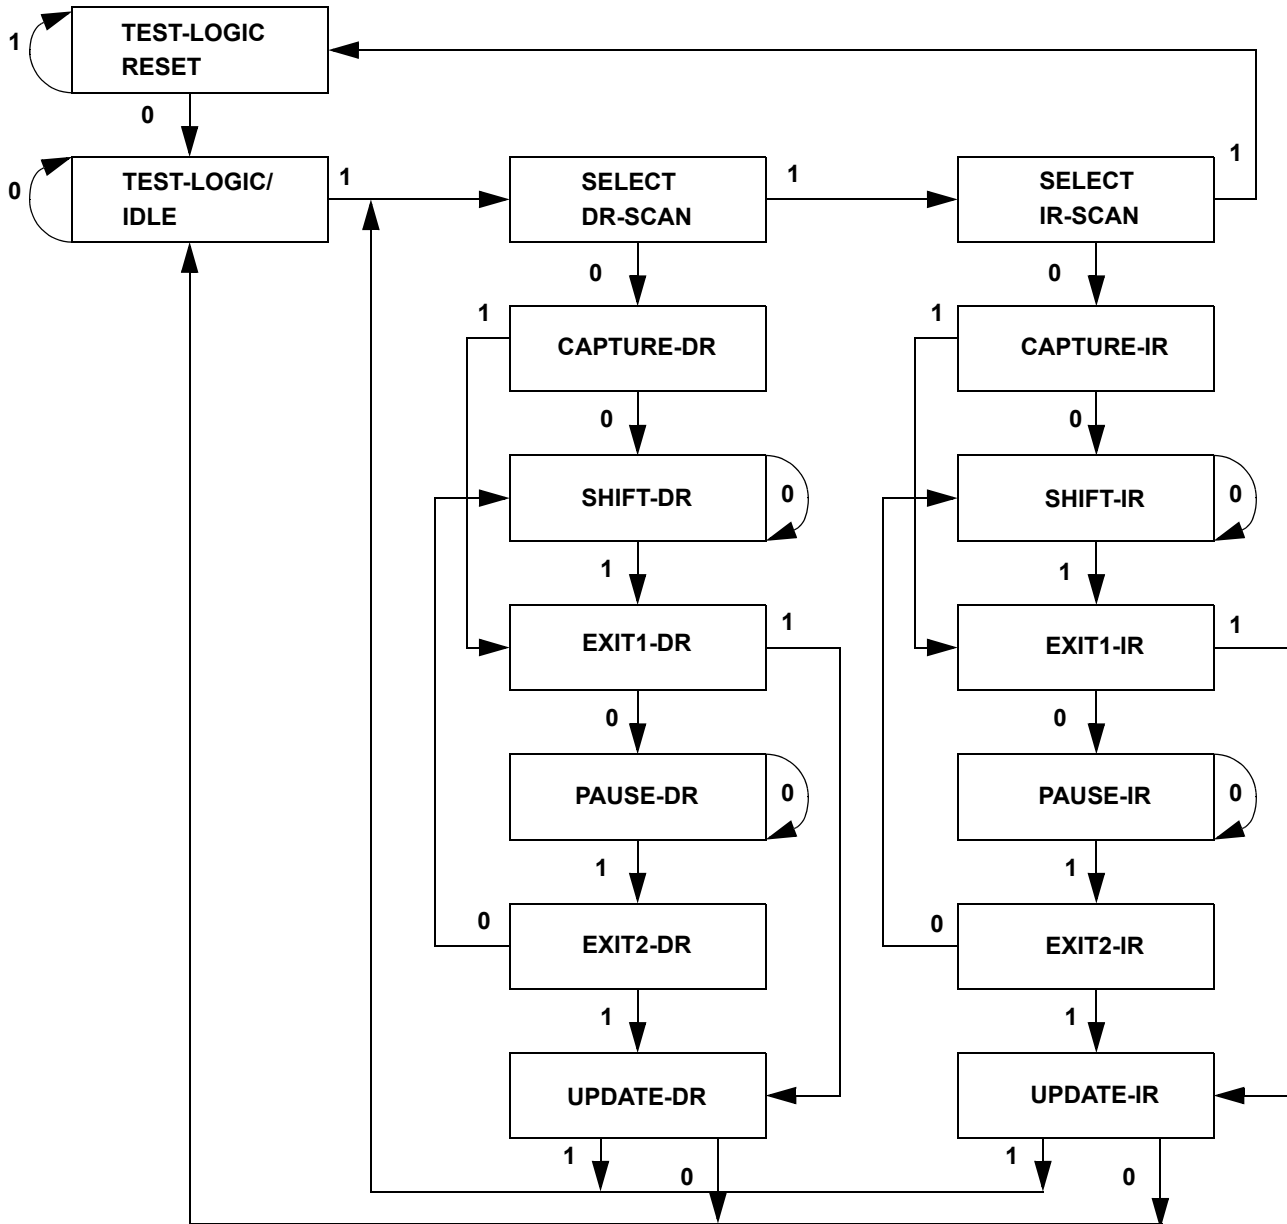 1
TEST-LOGIC
RESET
0
0
TEST-LOGIC/
IDLE
1
SELECT
DR-SCAN
1
SELECT
IR-SCAN
1
0
0
1
CAPTURE-DR
1
CAPTURE-IR
0
0
SHIFT-DR
0
SHIFT-IR
0
1
1
EXIT1-DR
1
EXIT1-IR
1
0
0
PAUSE-DR
0
PAUSE-IR
0
1
1
0
EXIT2-DR
0
EXIT2-IR
1
1
UPDATE-DR
UPDATE-IR
1
0
1
0